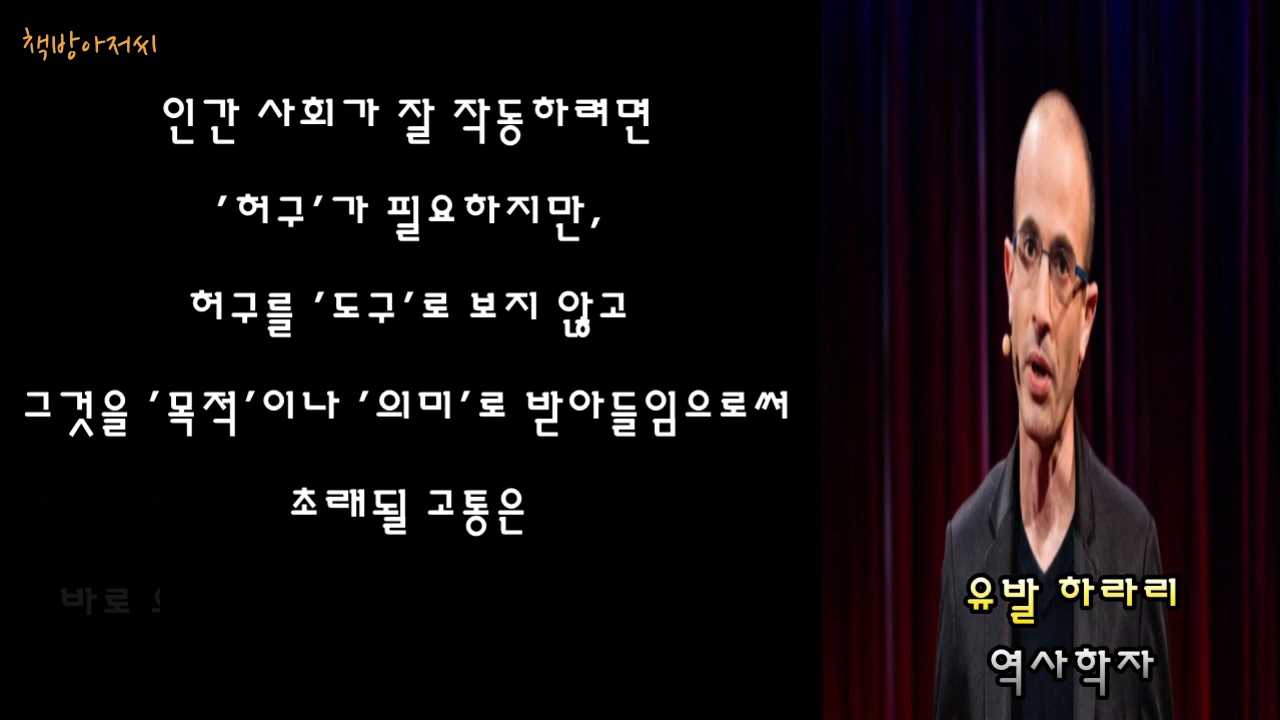 책방아저씨
인간 사회가 잘 작동하려면
'허구'가 필요하지만,
허구를 '도구'로 보지 않고
그것을 '목적'이나 '의미'로 받아들임으로써
초래될 고통은
바로
유발 하라리
역사학자